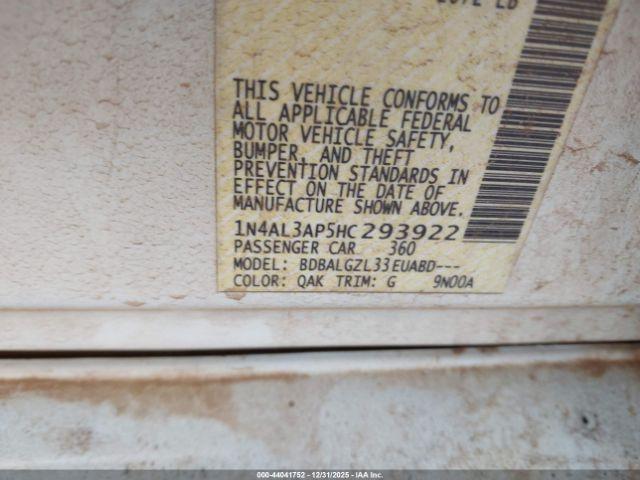 THIS VEHICLE CONFORMS TO
ALL APPLICABLE FEDERAL
MOTOR VEHICLE SAFETY,
BUMPER, AND THEFT
PREVENTION STANDARDS IN
EFFECT ON THE DATE OF
MANUFACTURE SHOWN ABOVE.
1N4AL3AP5HC293922
PASSENGER CAR 360
MODEL: BDBALGZL33EUABD---
COLOR: QAK TRIM: G 9N00A
000-44041752 - 12/31/2025 - IAAI Inc.